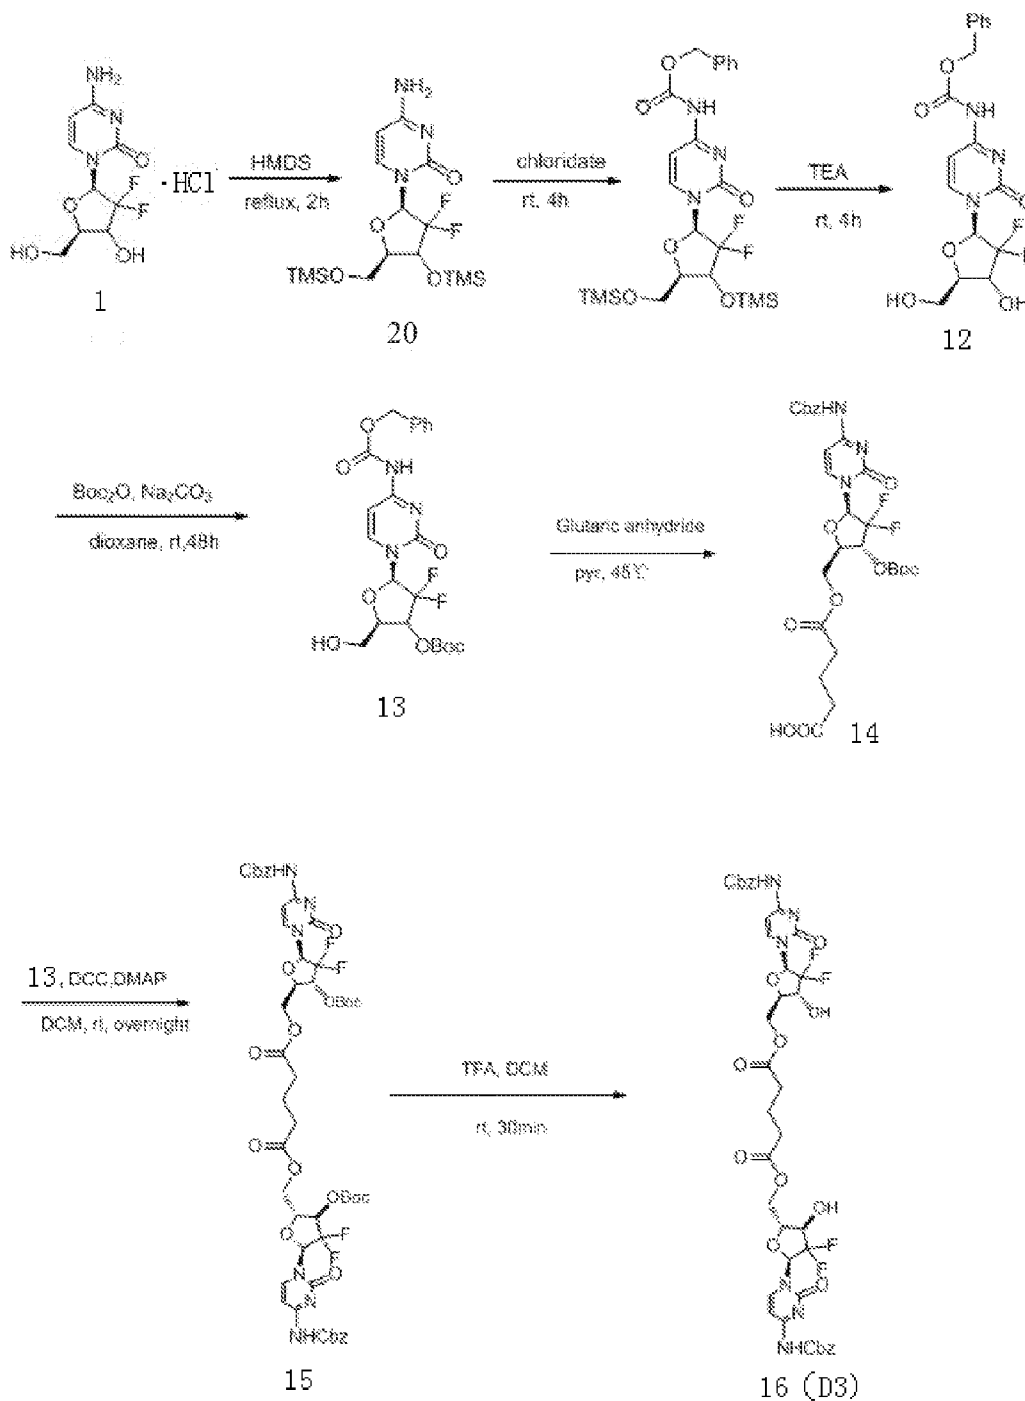 NH₂
N
N
O
F
F
O
HO
OH
·HCl
1
HMDS
reflux, 2h
NH₂
N
N
O
F
F
O
TMSO
OTMS
20
chloridate
rt, 4h
O
Ph
O
NH
N
N
O
F
F
O
TMSO
OTMS
TEA
rt, 4h
Ph
O
O
NH
N
N
O
F
F
O
HO
OH
12
Boc₂O, Na₂CO₃
dioxane, rt,48h
O
Ph
O
NH
N
N
O
F
F
O
HO
OBoc
13
Glutaric anhydride
pyr, 45℃
CbzHN
N
N
O
F
F
O
OBoc
O
O
HOOC
14
13, DCC,DMAP
DCM, rt, overnight
CbzHN
N
N
O
F
F
O
OBoc
O
O
O
O
OBoc
O
F
F
N
O
N
NHCbz
15
TFA, DCM
rt, 30min
CbzHN
N
N
O
F
F
O
OH
O
O
O
O
OH
O
F
F
N
O
N
NHCbz
16 (D3)